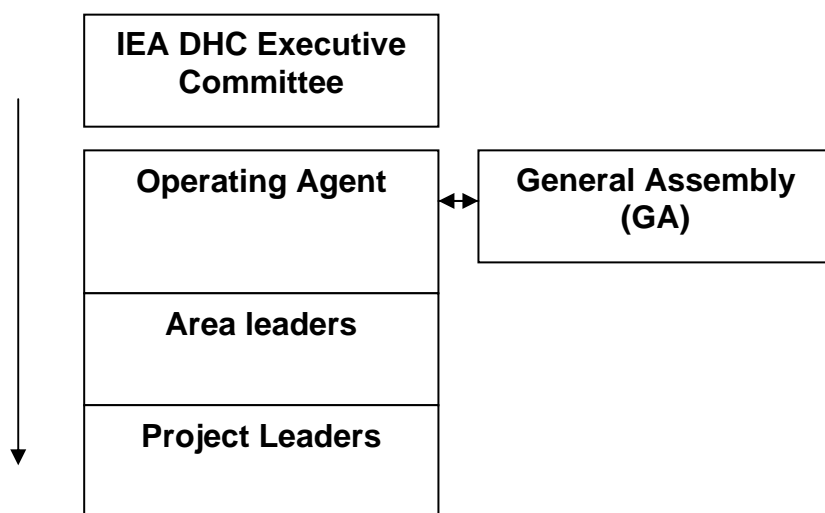 IEA DHC Executive
Committee
Operating Agent
General Assembly
(GA)
Area leaders
Project Leaders